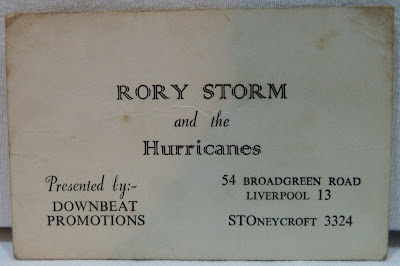 RORY STORM
and the
Hurricanes
Presented by:-
DOWNBEAT
PROMOTIONS
54 BROADGREEN ROAD
LIVERPOOL 13
STONEYCROFT 3324